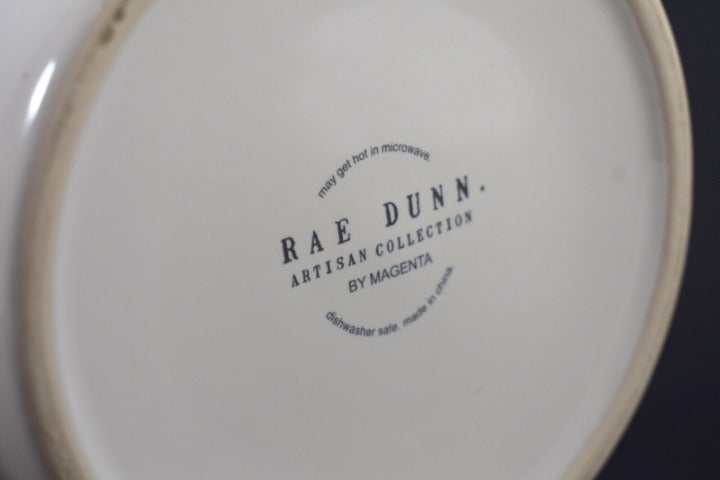 may get hot in microwave.
RAE DUNN.
ARTISAN COLLECTION
BY MAGENTA
dishwasher safe. made in china.